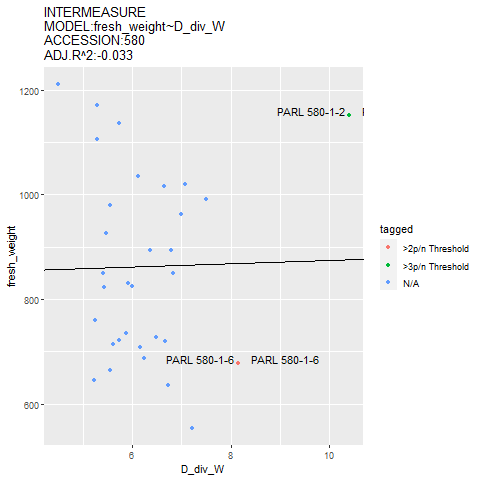 INTERMEASURE
MODEL:fresh_weight~D_div_W
ACCESSION:580
ADJ.R^2:-0.033
1200
1000
800
600
fresh_weight
PARL 580-1-2
PARL 580-1-6 PARL 580-1-6
6 8 10
D_div_W
tagged
>2p/n Threshold
>3p/n Threshold
N/A